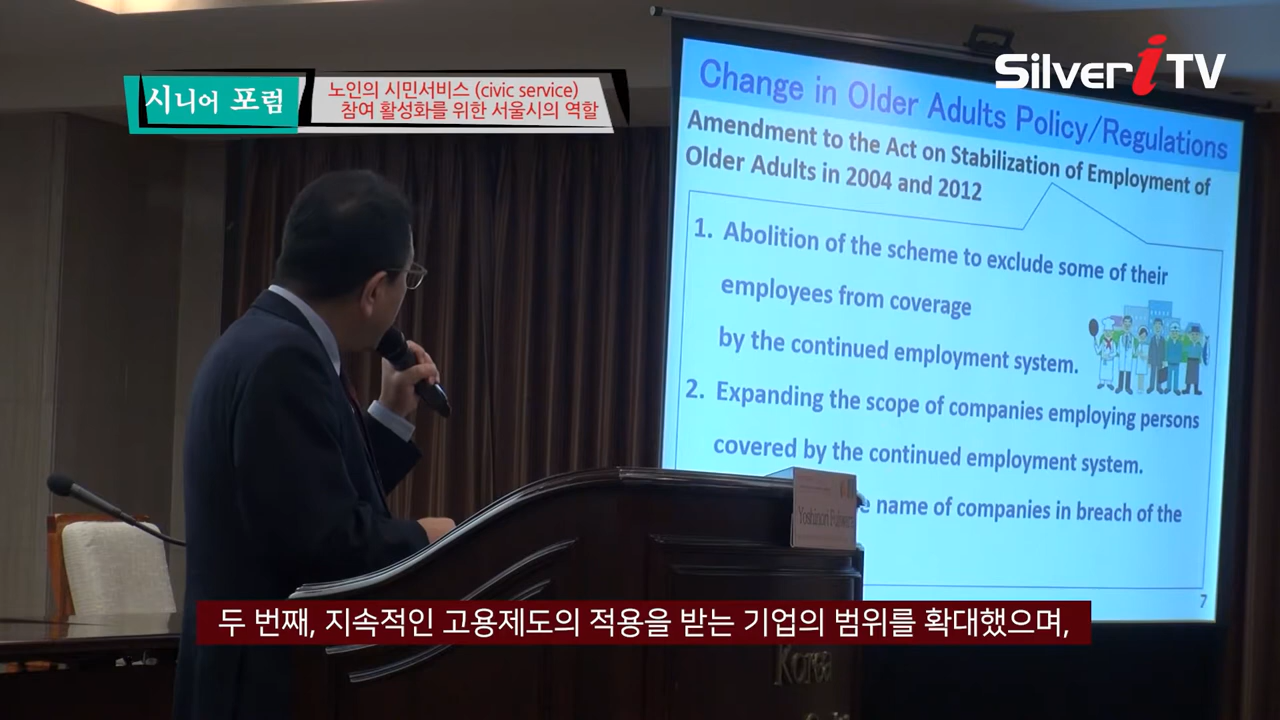 Silver i TV
시니어 포럼
노인의 시민서비스 (civic service)
참여 활성화를 위한 서울시의 역할
Change in Older Adults Policy/Regulations
Amendment to the Act on Stabilization of Employment of
Older Adults in 2004 and 2012
1. Abolition of the scheme to exclude some of their
employees from coverage
by the continued employment system.
2. Expanding the scope of companies employing persons
covered by the continued employment system.
name of companies in breach of the
7
Yoshinori Fujiwara
두 번째, 지속적인 고용제도의 적용을 받는 기업의 범위를 확대했으며,
Korea